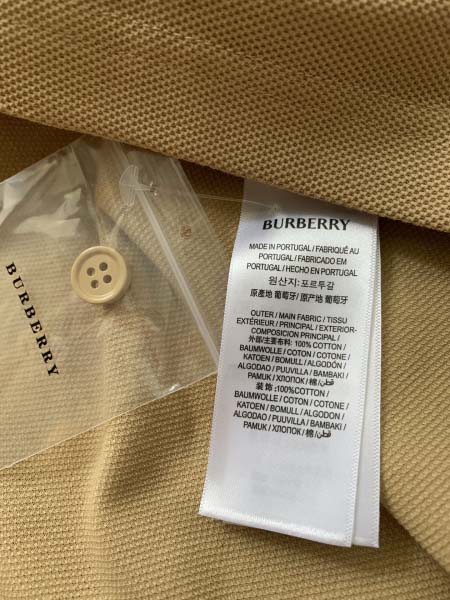 BURBERRY
BURBERRY
MADE IN PORTUGAL / FABRIQUÉ AU
PORTUGAL / FABRICADO EM
PORTUGAL / HECHO EN PORTUGAL
원산지:포르투갈
原產地 葡萄牙/ 原产地 葡萄牙
OUTER / MAIN FABRIC / TISSU
EXTÉRIEUR / PRINCIPAL / EXTERIOR-
COMPOSICION PRINCIPAL /
外部/主要布料: 100% COTTON /
BAUMWOLLE / COTON / COTONE /
KATOEN / BOMULL / ALGODÓN /
ALGODAO / PUUVILLA / BAMBAKI /
PAMUK / ХЛОПОК / 棉 / قطن
装饰:100%COTTON /
BAUMWOLLE / COTON / COTONE /
KATOEN / BOMULL / ALGODON /
ALGODAO / PUUVILLA / BAMBAKI /
PAMUK / ХЛОПОК / 棉 / قطن